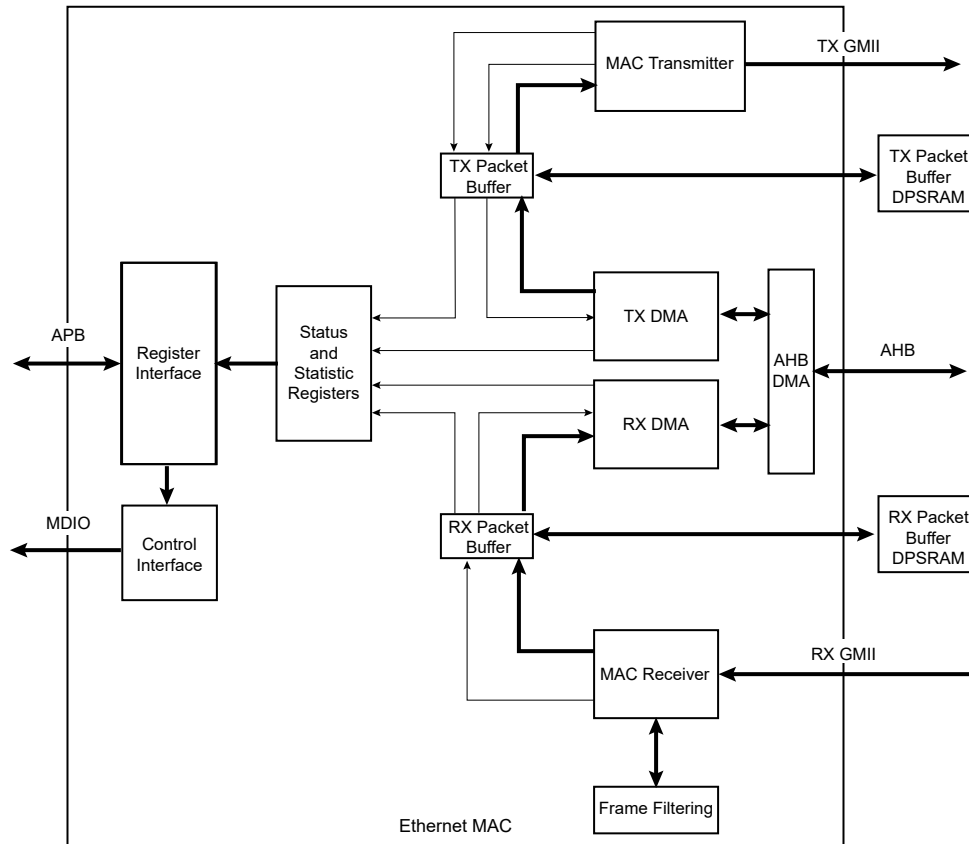 TX GMII
MAC Transmitter
TX Packet
Buffer
TX Packet
Buffer
DPSRAM
APB
Register
Interface
Status
and
Statistic
Registers
TX DMA
AHB
DMA
AHB
RX DMA
MDIO
Control
Interface
RX Packet
Buffer
RX Packet
Buffer
DPSRAM
RX GMII
MAC Receiver
Frame Filtering
Ethernet MAC